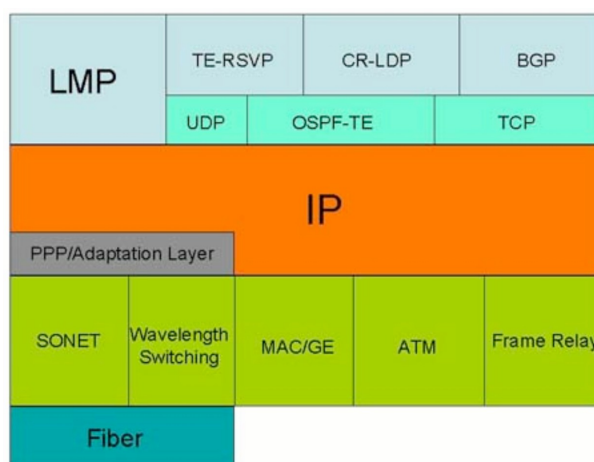 LMP
TE-RSVP
CR-LDP
BGP
UDP
OSPF-TE
TCP
IP
PPP/Adaptation Layer
SONET
Wavelength
Switching
MAC/GE
ATM
Frame Relay
Fiber